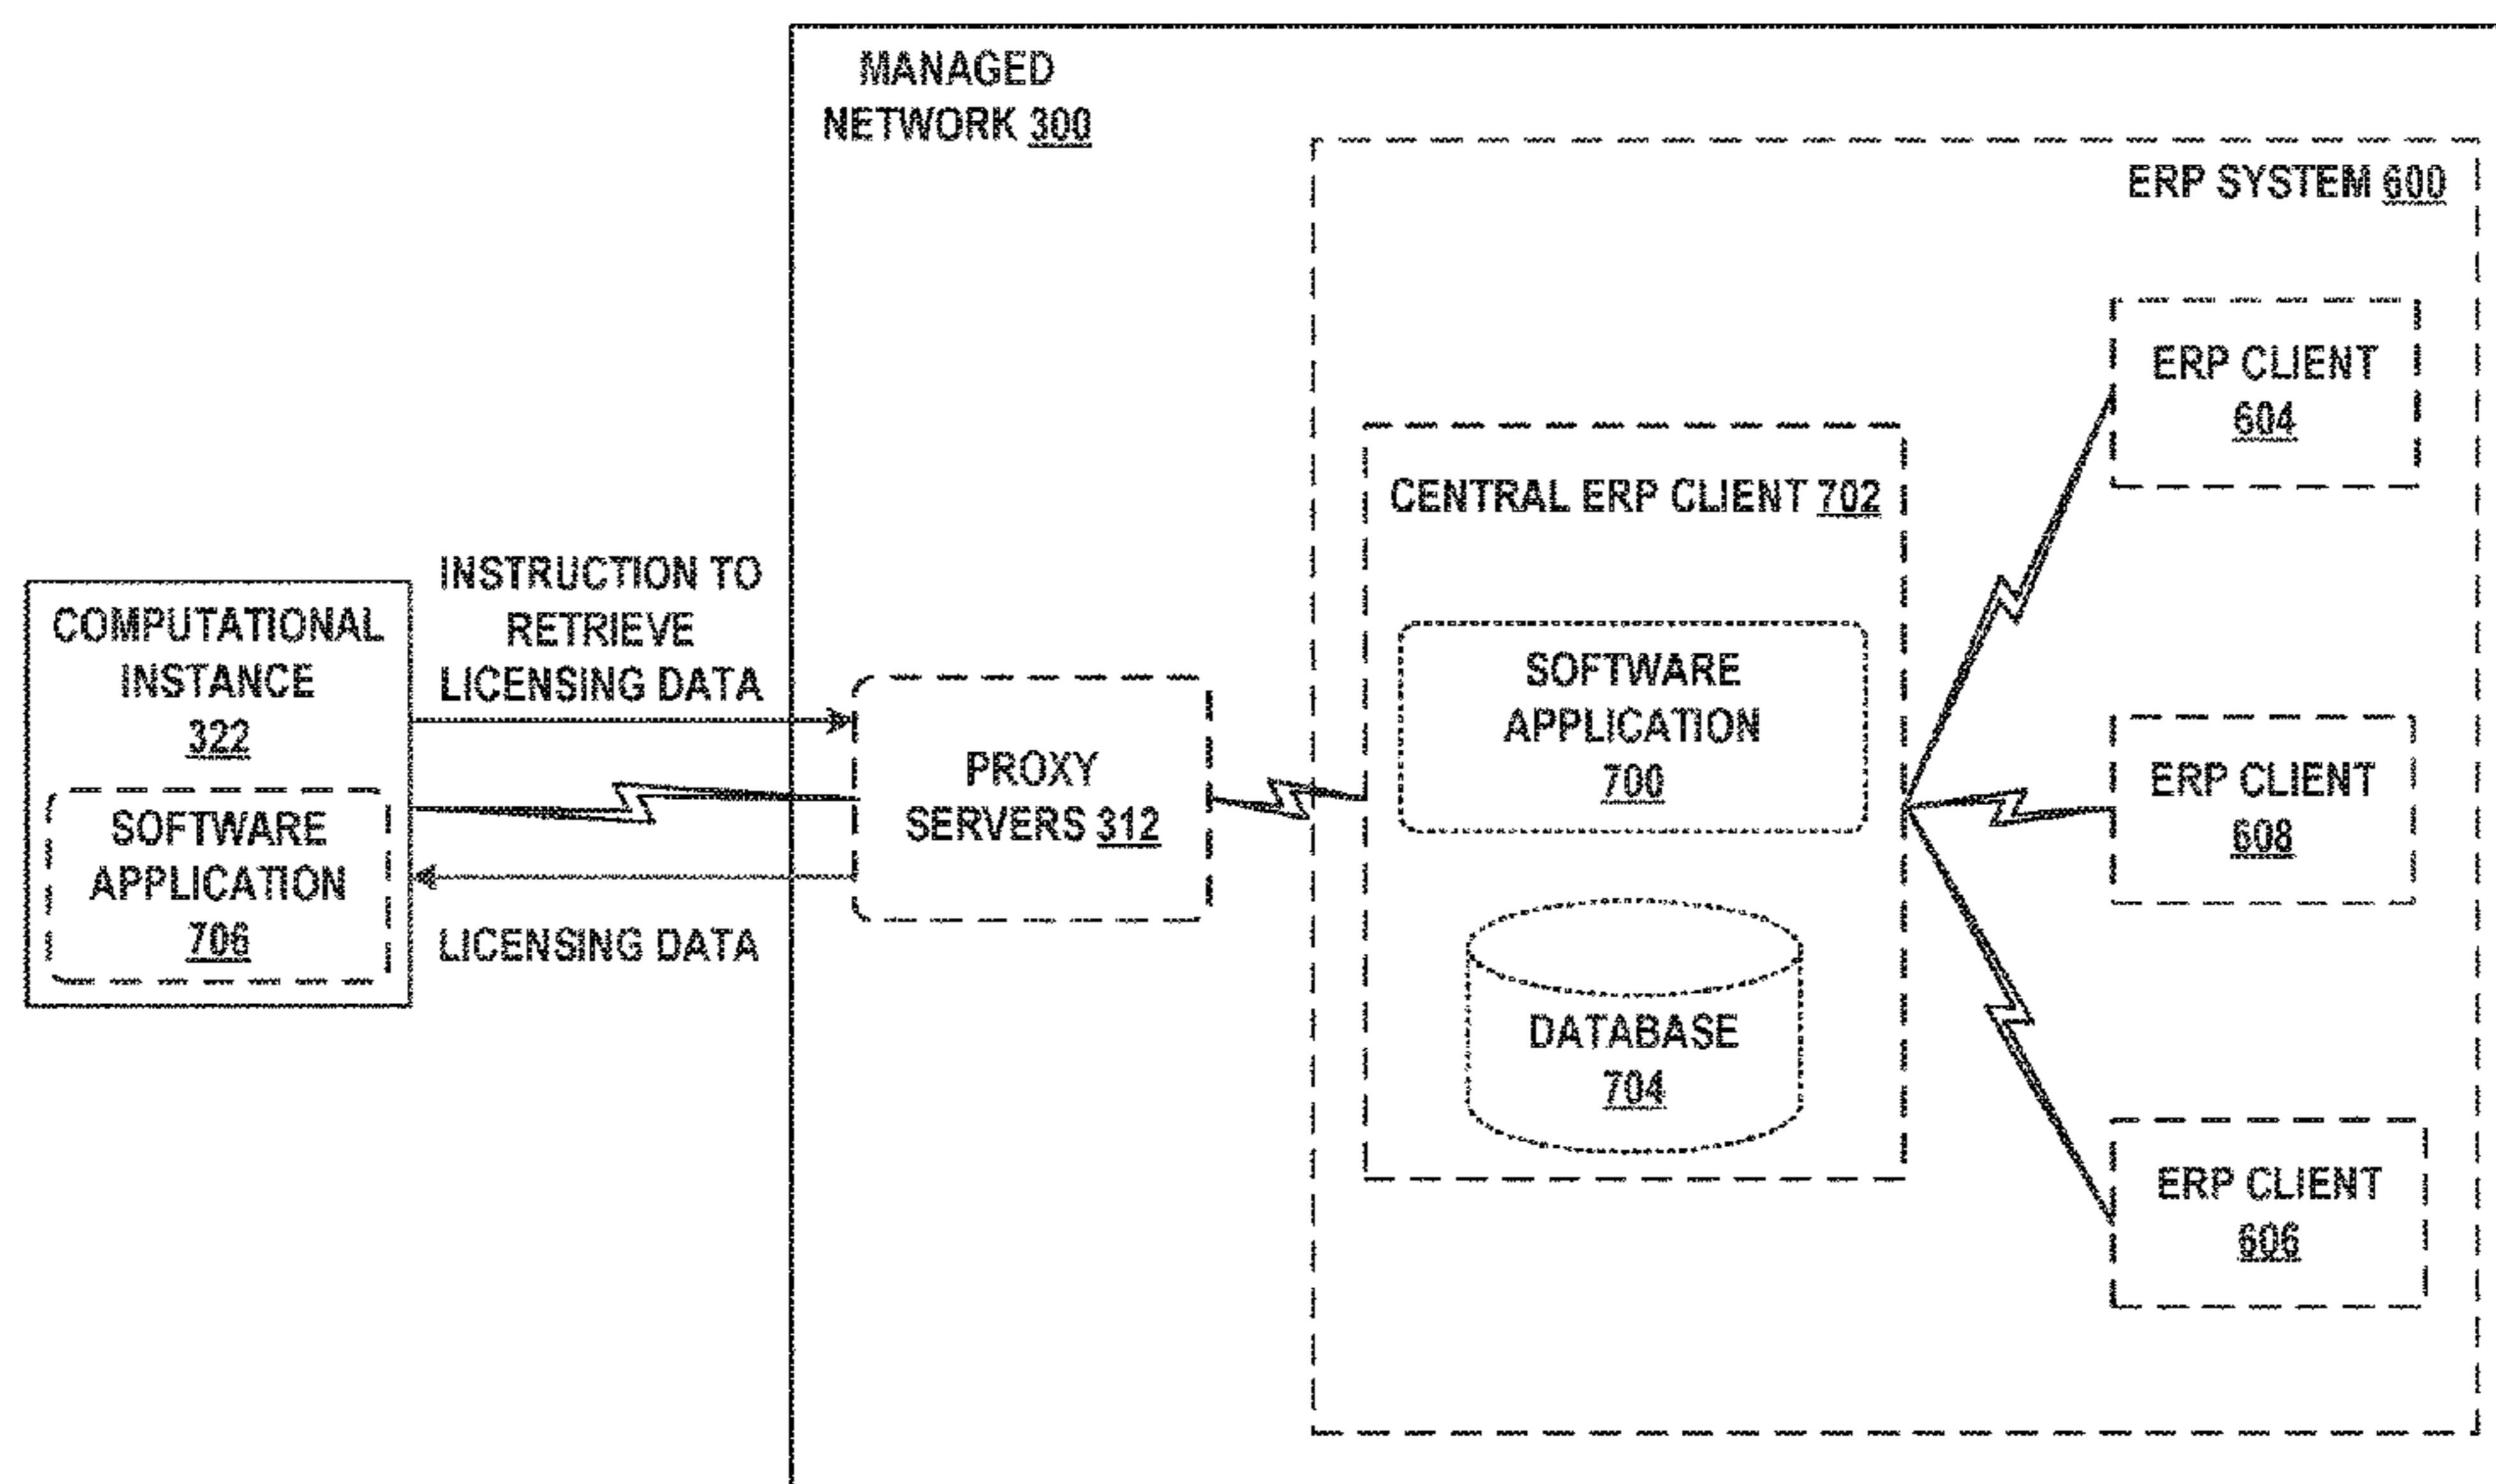 MANAGED
NETWORK 300
ERP SYSTEM 600
ERP CLIENT
604
CENTRAL ERP CLIENT 702
INSTRUCTION TO
RETRIEVE
LICENSING DATA
COMPUTATIONAL
INSTANCE
322
SOFTWARE
APPLICATION
706
LICENSING DATA
PROXY
SERVERS 312
SOFTWARE
APPLICATION
700
DATABASE
704
ERP CLIENT
608
ERP CLIENT
606